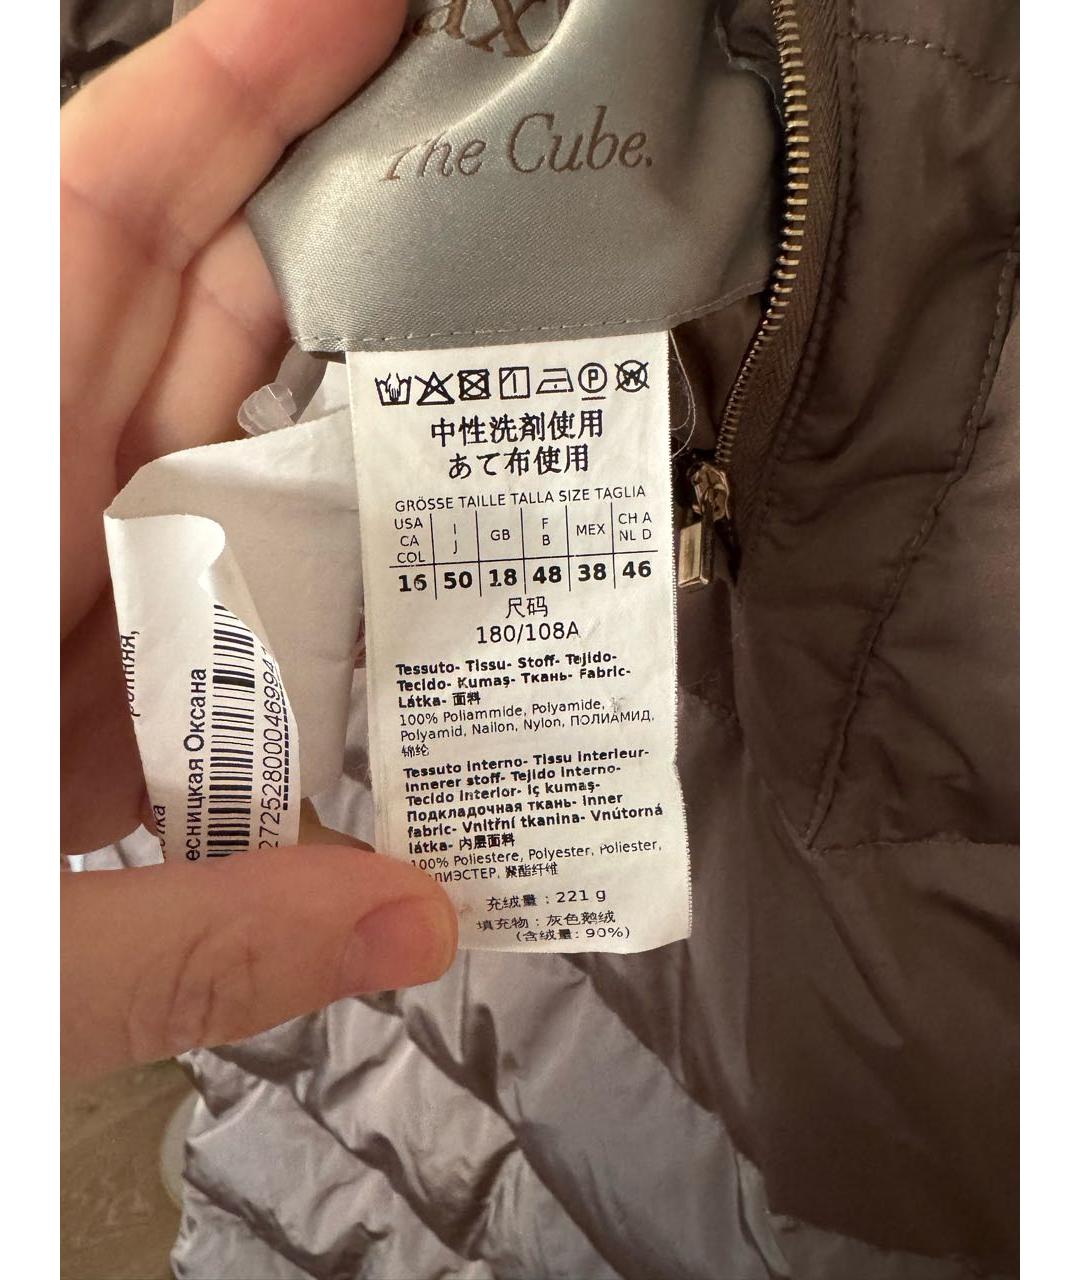 The Cube.
中性洗剤使用
あて布使用
GRÖSSE TAILLE TALLA SIZE TAGLIA
USA CA COL | I J | GB | F B | MEX | CH A NL D
16 | 50 | 18 | 48 | 38 | 46
尺码
180/108A
Tessuto- Tissu- Stoff- Tejido-
Tecido- Kumaş- Ткань- Fabric-
Látka- 面料
100% Poliammide, Polyamide,
Polyamid, Nailon, Nylon, ПОЛИАМИД,
锦纶
Tessuto interno- Tissu interieur-
Innerer stoff- Tejido interno-
Tecido interior- iç kumaş-
Подкладочная ткань- inner
fabric- Vnitřní tkanina- Vnútorná
látka- 内层面料
100% Poliestere, Polyester, Poliester,
聚酯纤维
充绒量：221 g
填充物：灰色鹅绒
(含绒量: 90%)
Оксана